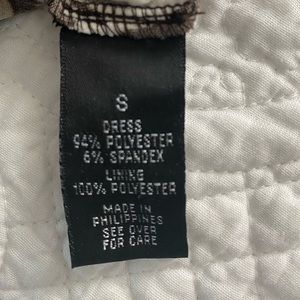 S
DRESS
94% POLYESTER
6% SPANDEX
LINING
100% POLYESTER
MADE IN
PHILIPPINES
SEE OVER
FOR CARE